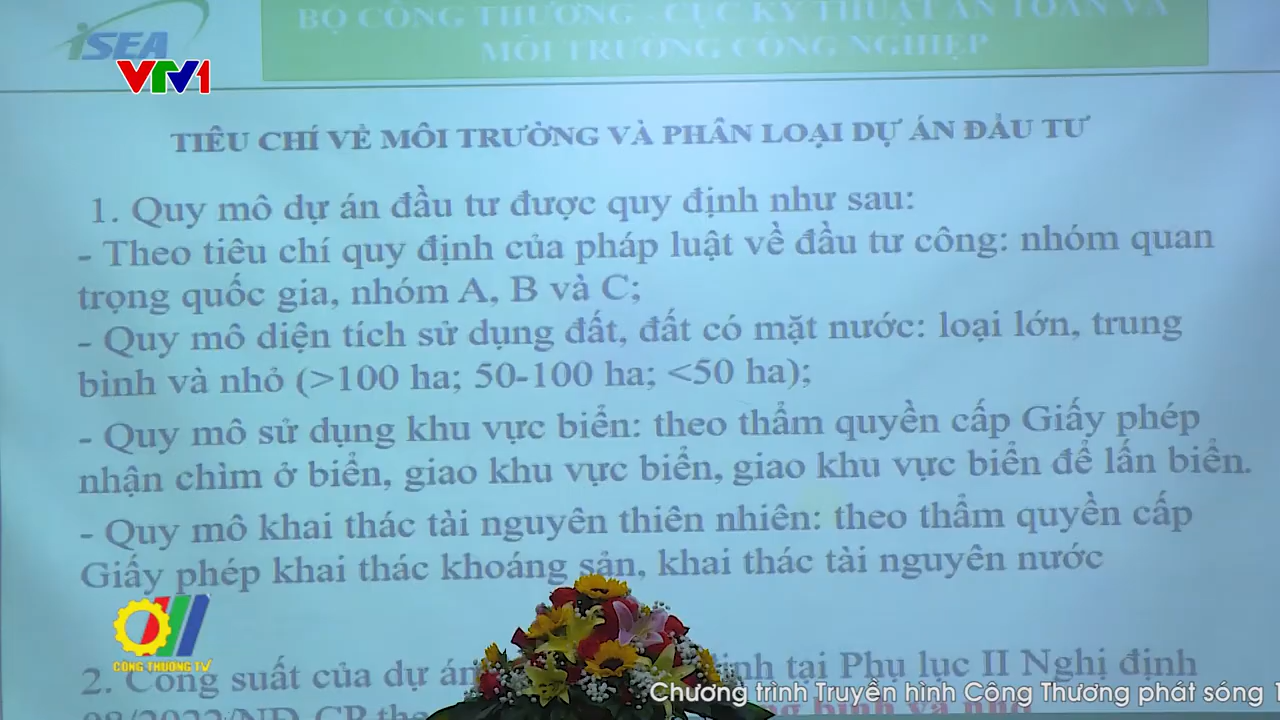 BỘ CÔNG THƯƠNG - CỤC KỸ THUẬT AN TOÀN VÀ
MÔI TRƯỜNG CÔNG NGHIỆP
iSEA
VTV1
TIÊU CHÍ VỀ MÔI TRƯỜNG VÀ PHÂN LOẠI DỰ ÁN ĐẦU TƯ
1. Quy mô dự án đầu tư được quy định như sau:
- Theo tiêu chí quy định của pháp luật về đầu tư công: nhóm quan
trọng quốc gia, nhóm A, B và C;
- Quy mô diện tích sử dụng đất, đất có mặt nước: loại lớn, trung
bình và nhỏ (>100 ha; 50-100 ha; <50 ha);
- Quy mô sử dụng khu vực biển: theo thẩm quyền cấp Giấy phép
nhận chìm ở biển, giao khu vực biển, giao khu vực biển để lấn biển.
- Quy mô khai thác tài nguyên thiên nhiên: theo thẩm quyền cấp
Giấy phép khai thác khoáng sản, khai thác tài nguyên nước
CÔNG THƯƠNG TV
2. Công suất của dự án tại Phụ lục II Nghị định
Chương trình Truyền hình Công Thương phát sóng 1
08/2022/NĐ-CP bình và nhỏ